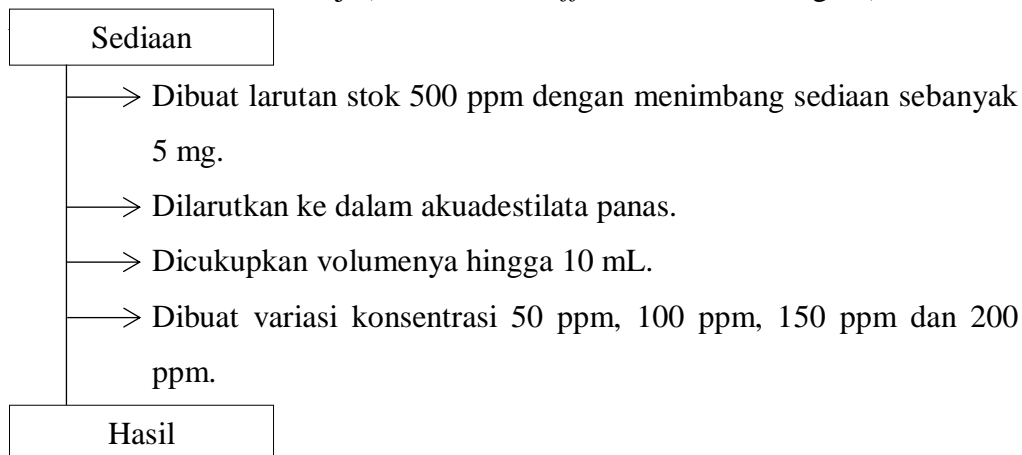 Sediaan
Dibuat larutan stok 500 ppm dengan menimbang sediaan sebanyak
5 mg.
Dilarutkan ke dalam akuadestilata panas.
Dicukupkan volumenya hingga 10 mL.
Dibuat variasi konsentrasi 50 ppm, 100 ppm, 150 ppm dan 200
ppm.
Hasil